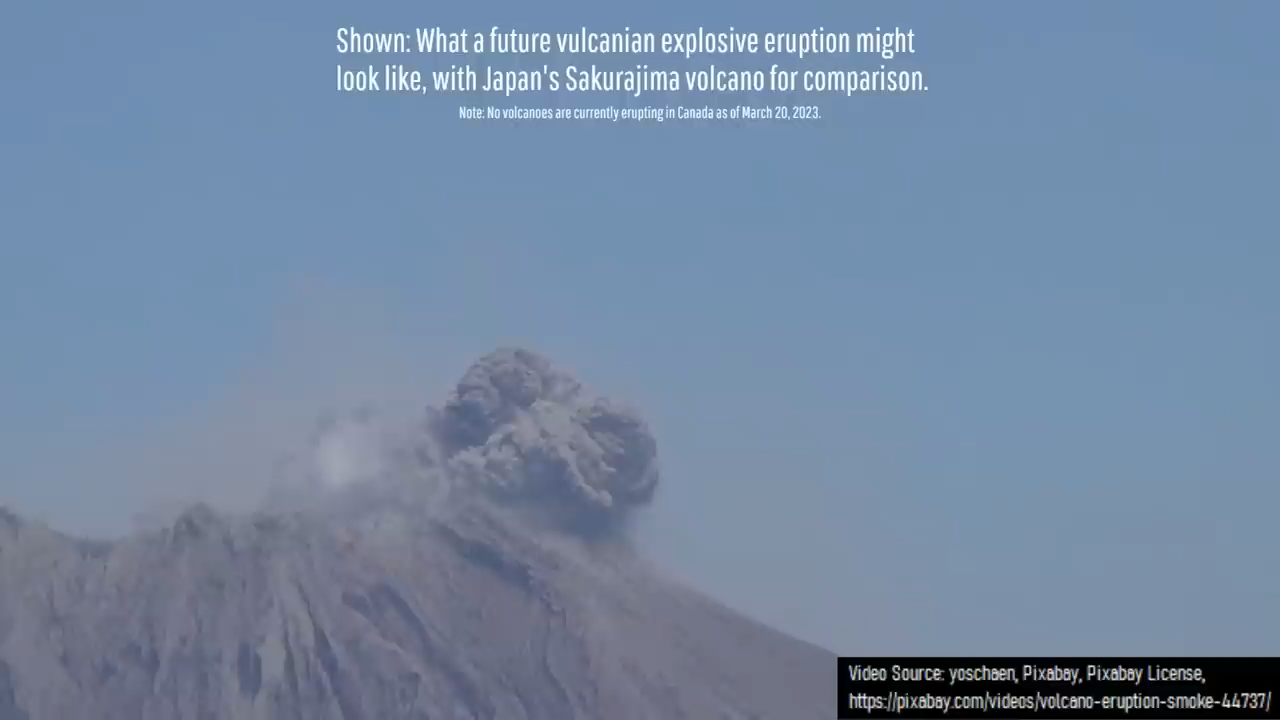 Shown: What a future vulcanian explosive eruption might
look like, with Japan's Sakurajima volcano for comparison.
Note: No volcanoes are currently erupting in Canada as of March 20, 2023.
Video Source: yoschaen, Pixabay, Pixabay License,
https://pixabay.com/videos/volcano-eruption-smoke-44737/